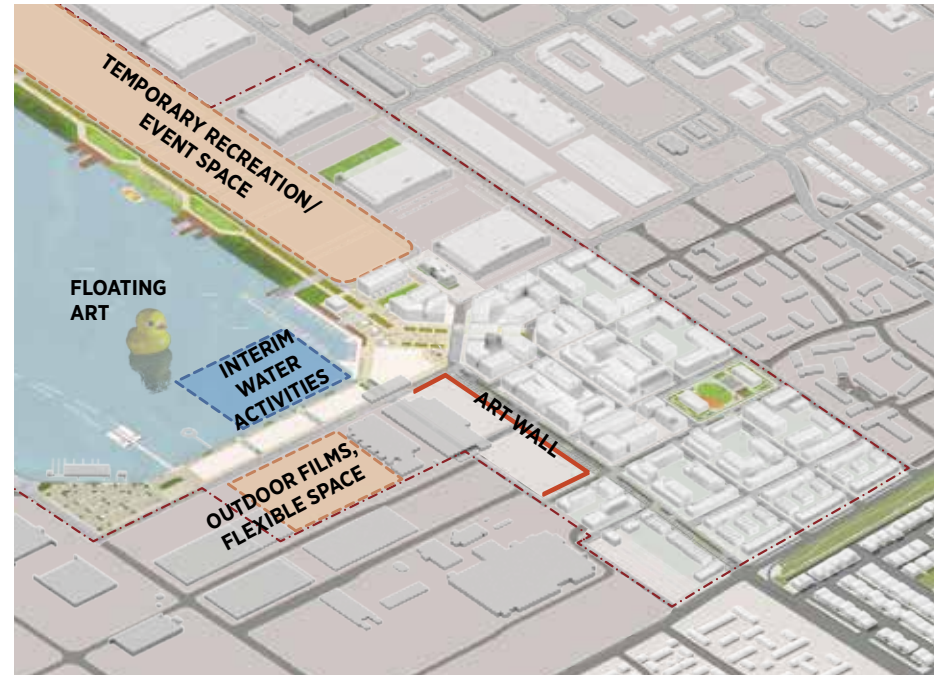 TEMPORARY RECREATION/
EVENT SPACE
FLOATING
ART
INTERIM
WATER
ACTIVITIES
ART WALL
OUTDOOR FILMS,
FLEXIBLE SPACE